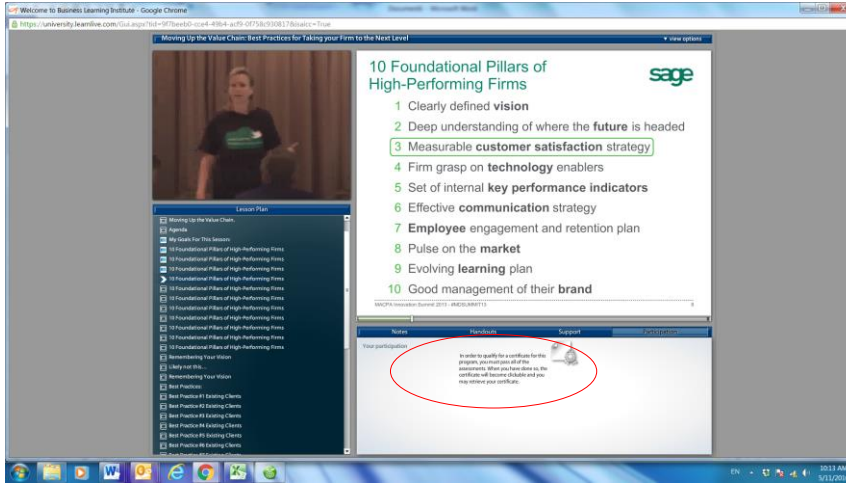 Welcome to Business Learning Institute - Google Chrome
Moving Up the Value Chain: Best Practices for Taking your Firm to the Next Level
▼ view options
10 Foundational Pillars of
High-Performing Firms
sage
1 Clearly defined vision
2 Deep understanding of where the future is headed
3 Measurable customer satisfaction strategy
4 Firm grasp on technology enablers
5 Set of internal key performance indicators
6 Effective communication strategy
7 Employee engagement and retention plan
8 Pulse on the market
9 Evolving learning plan
10 Good management of their brand
MACPA Innovation Summit 2013 - #MDSUMMIT13
6
Lesson Plan
Moving Up the Value Chain.
Agenda
My Goals For This Session
10 Foundational Pillars of High-Performing Firms
10 Foundational Pillars of High-Performing Firms
10 Foundational Pillars of High-Performing Firms
10 Foundational Pillars of High-Performing Firms
10 Foundational Pillars of High-Performing Firms
10 Foundational Pillars of High-Performing Firms
10 Foundational Pillars of High-Performing Firms
10 Foundational Pillars of High-Performing Firms
10 Foundational Pillars of High-Performing Firms
10 Foundational Pillars of High-Performing Firms
10 Foundational Pillars of High-Performing Firms
Remembering Your Vision
Likely not this...
Remembering Your Vision
Best Practices:
Best Practice #1 Existing Clients
Best Practice #2 Existing Clients
Best Practice #3 Existing Clients
Best Practice #4 Existing Clients
Best Practice #5 Existing Clients
Best Practice #6 Existing Clients
Notes
Handouts
Support
Participation
Your participation
In order to qualify for a certificate for this
program, you must pass all of the
assessments. When you have done so, the
certificate will become clickable and you
may retrieve your certificate.
EN
10:13 AM